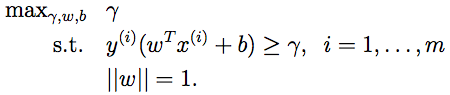 max_{γ,w,b} γ
s.t. y^{(i)}(w^T x^{(i)} + b) ≥ γ, i = 1, . . . , m
||w|| = 1.